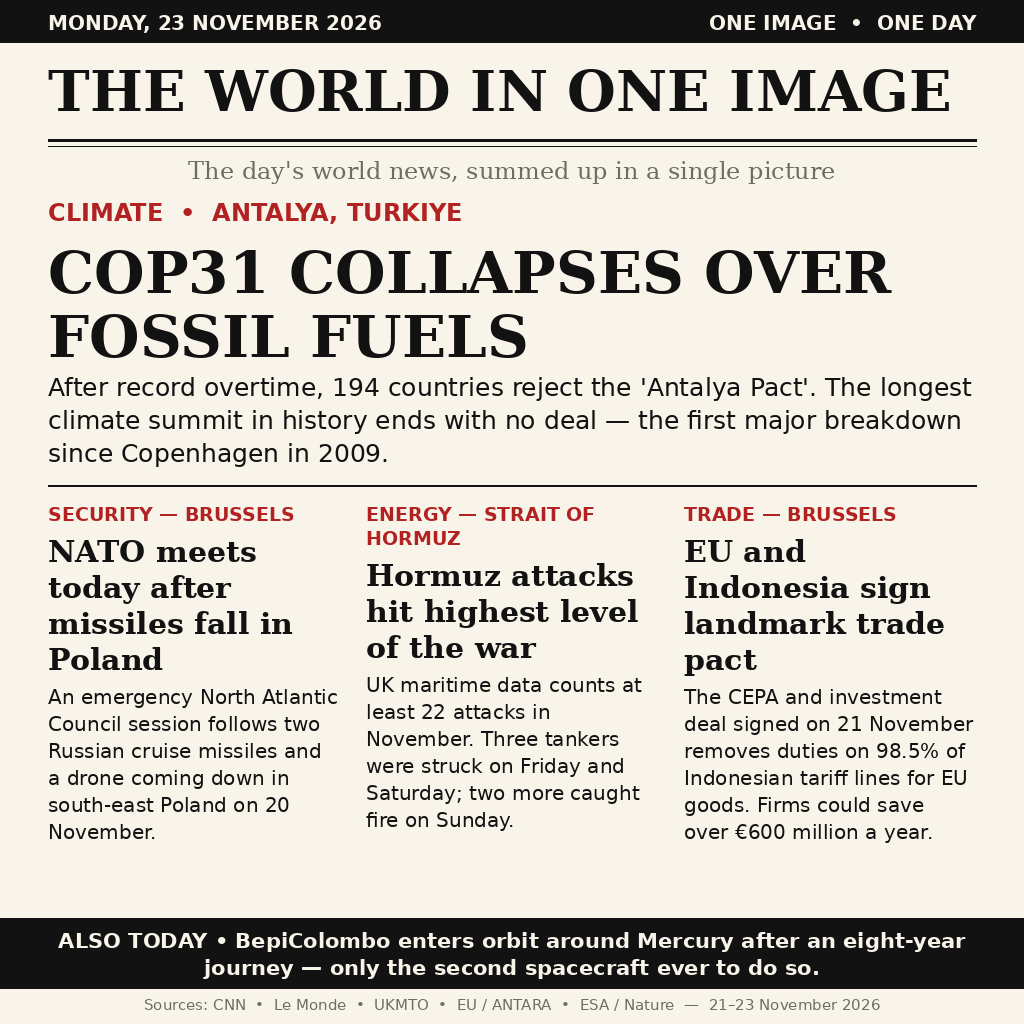 MONDAY, 23 NOVEMBER 2026
ONE IMAGE • ONE DAY
THE WORLD IN ONE IMAGE
The day's world news, summed up in a single picture
CLIMATE • ANTALYA, TURKIYE
COP31 COLLAPSES OVER
FOSSIL FUELS
After record overtime, 194 countries reject the 'Antalya Pact'. The longest
climate summit in history ends with no deal — the first major breakdown
since Copenhagen in 2009.
SECURITY — BRUSSELS
NATO meets
today after
missiles fall in
Poland
An emergency North Atlantic
Council session follows two
Russian cruise missiles and
a drone coming down in
south-east Poland on 20
November.
ENERGY — STRAIT OF
HORMUZ
Hormuz attacks
hit highest level
of the war
UK maritime data counts at
least 22 attacks in
November. Three tankers
were struck on Friday and
Saturday; two more caught
fire on Sunday.
TRADE — BRUSSELS
EU and
Indonesia sign
landmark trade
pact
The CEPA and investment
deal signed on 21 November
removes duties on 98.5% of
Indonesian tariff lines for EU
goods. Firms could save
over €600 million a year.
ALSO TODAY • BepiColombo enters orbit around Mercury after an eight-year
journey — only the second spacecraft ever to do so.
Sources: CNN • Le Monde • UKMTO • EU / ANTARA • ESA / Nature — 21–23 November 2026